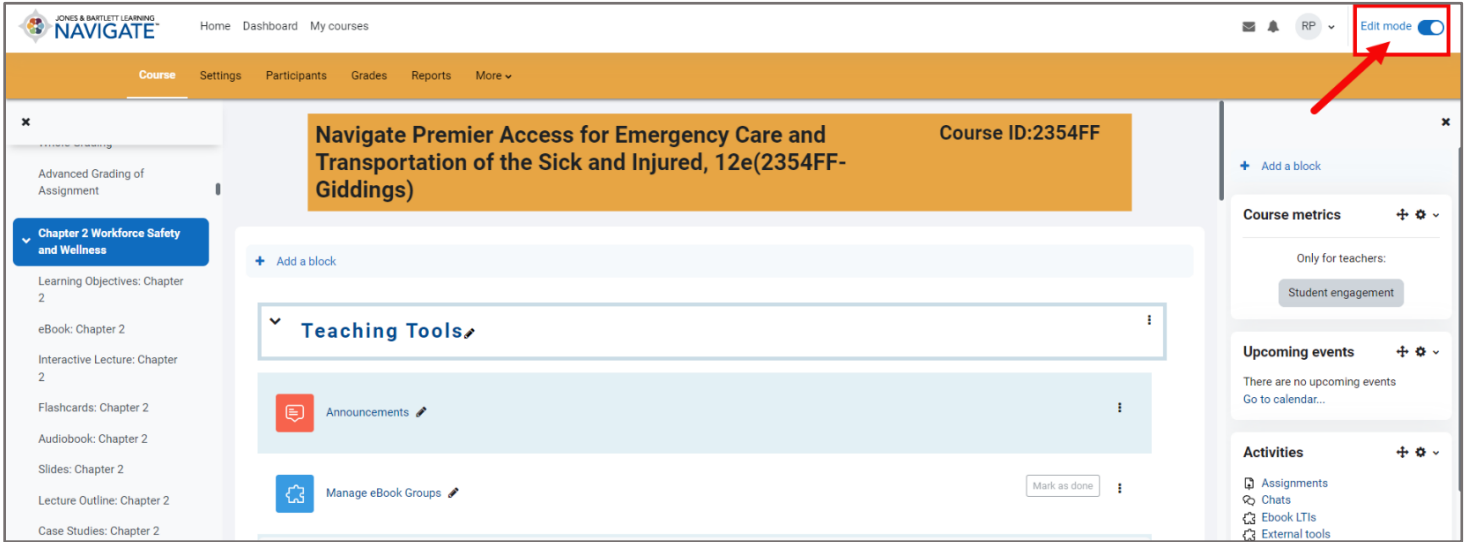 JONES & BARTLETT LEARNING
NAVIGATE
Home Dashboard My courses
RP
Edit mode
Course Settings Participants Grades Reports More
Advanced Grading of
Assignment
Chapter 2 Workforce Safety
and Wellness
Learning Objectives: Chapter
2
eBook: Chapter 2
Interactive Lecture: Chapter
2
Flashcards: Chapter 2
Audiobook: Chapter 2
Slides: Chapter 2
Lecture Outline: Chapter 2
Case Studies: Chapter 2
Navigate Premier Access for Emergency Care and
Transportation of the Sick and Injured, 12e(2354FF-
Giddings)
Course ID:2354FF
+ Add a block
Teaching Tools
Announcements
Manage eBook Groups
Mark as done
+ Add a block
Course metrics
Only for teachers:
Student engagement
Upcoming events
There are no upcoming events
Go to calendar...
Activities
Assignments
Chats
Ebook LTIs
External tools